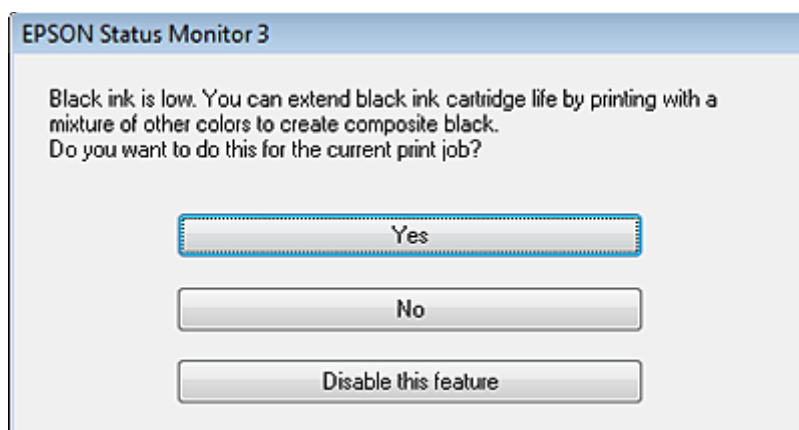 EPSON Status Monitor 3
Black ink is low. You can extend black ink cartridge life by printing with a
mixture of other colors to create composite black.
Do you want to do this for the current print job?
Yes
No
Disable this feature